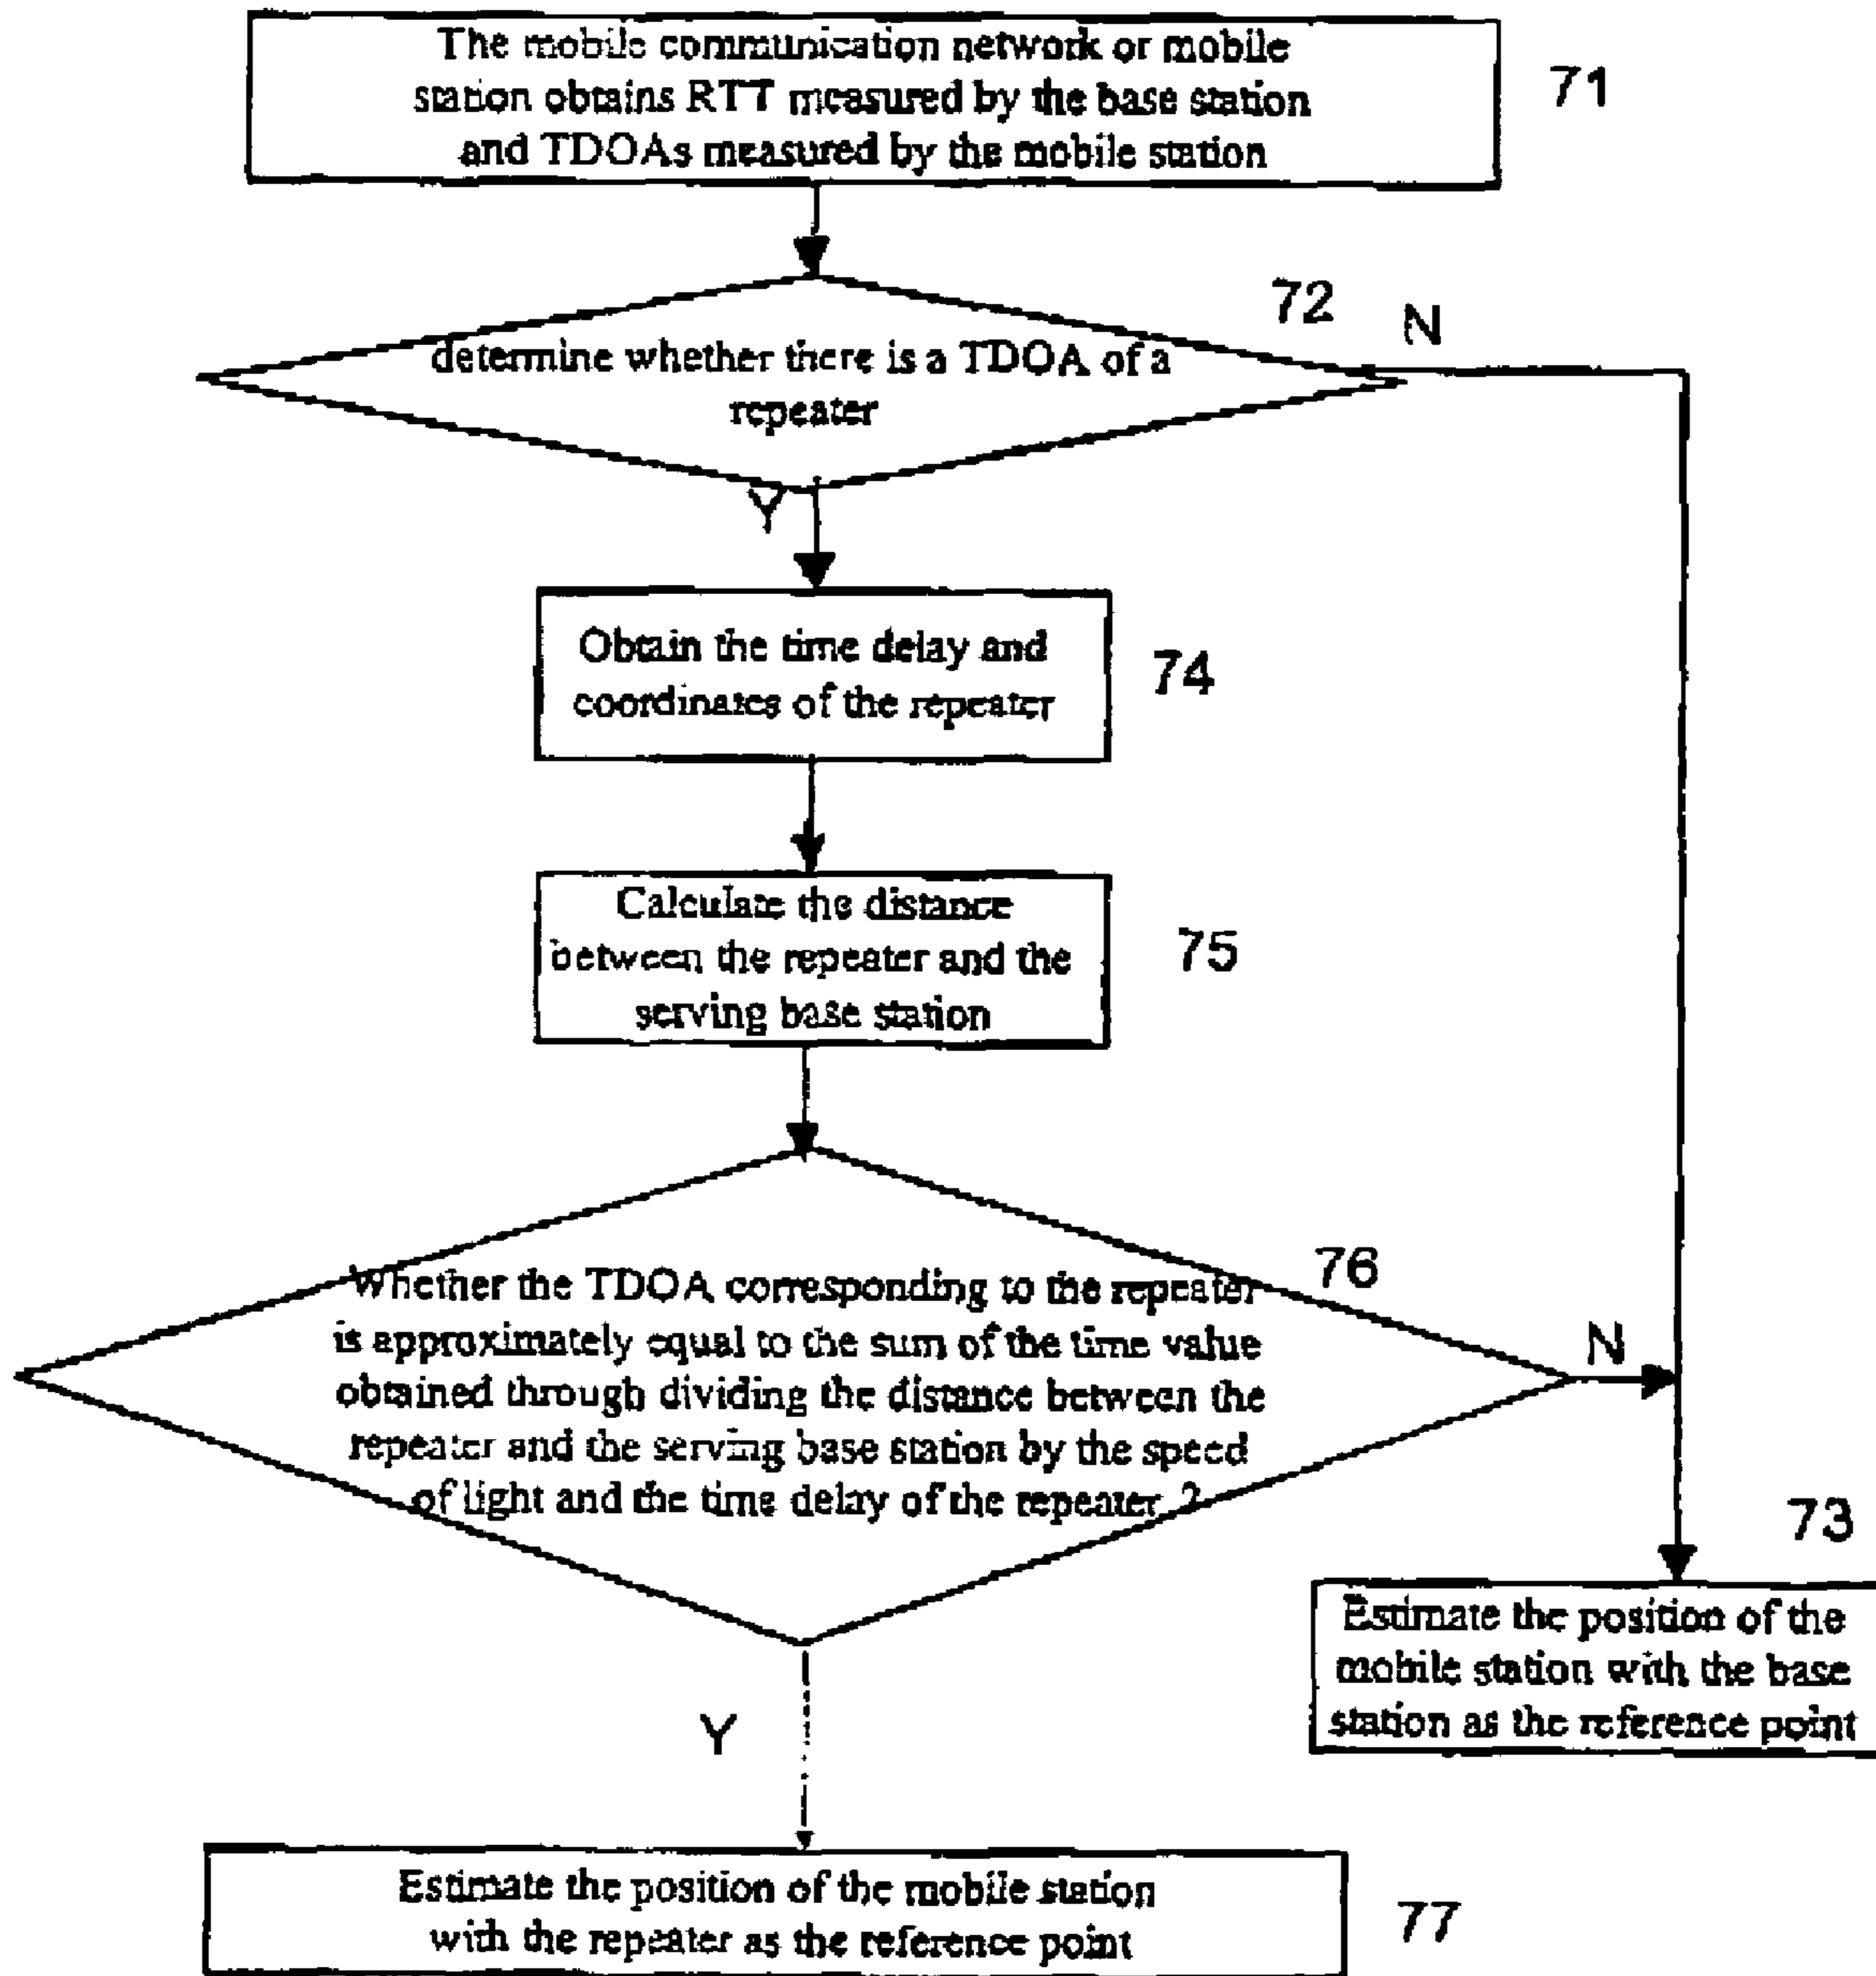 The mobile communication network or mobile
station obtains RTT measured by the base station
and TDOAs measured by the mobile station
71
72
N
determine whether there is a TDOA of a
repeater
Y
Obtain the time delay and
coordinates of the repeater
74
Calculate the distance
between the repeater and the
serving base station
75
76
Whether the TDOA corresponding to the repeater
is approximately equal to the sum of the time value
obtained through dividing the distance between the
repeater and the serving base station by the speed
of light and the time delay of the repeater ?
N
73
Estimate the position of the
mobile station with the base
station as the reference point
Y
Estimate the position of the mobile station
with the repeater as the reference point
77